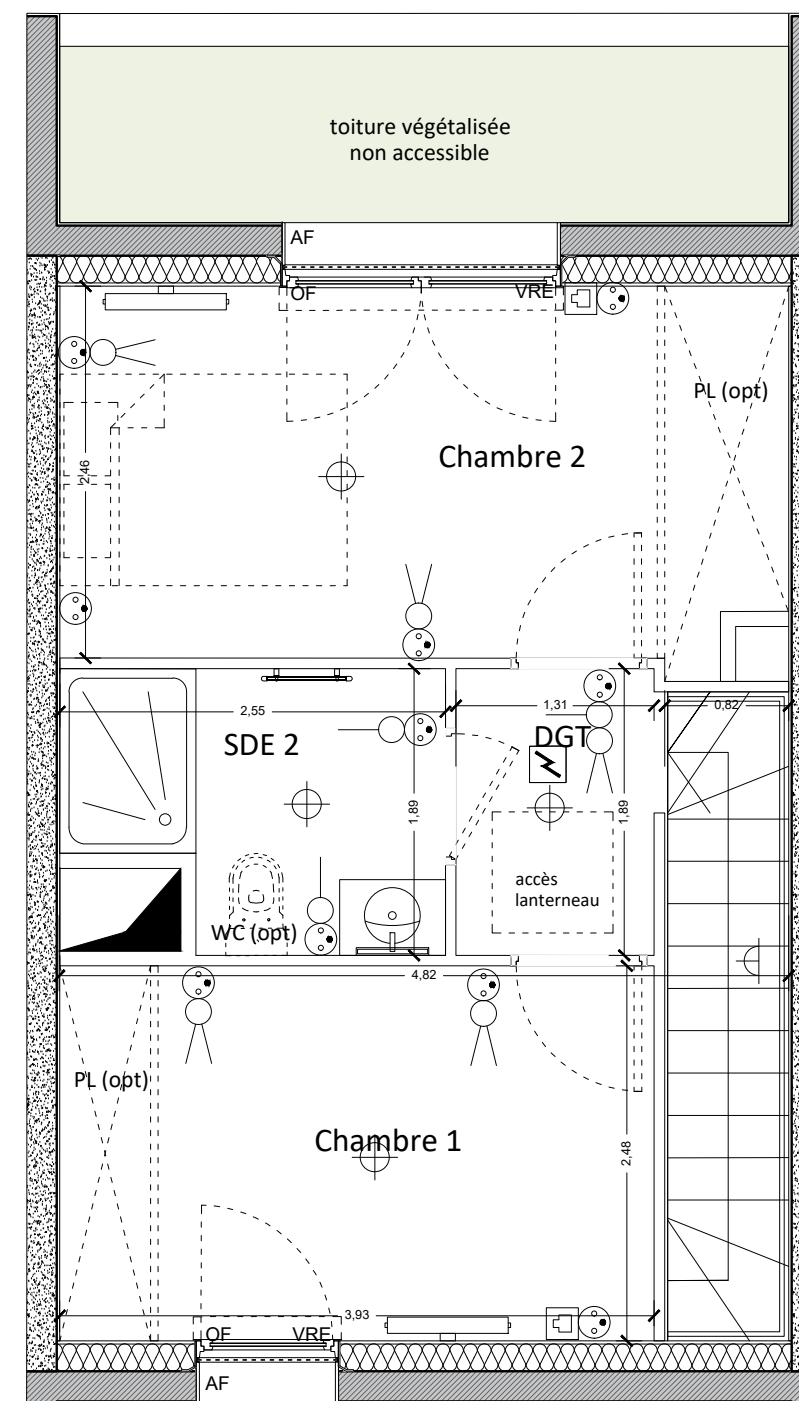 toiture végétalisée
non accessible
AF
OF
VRE
PL (opt)
Chambre 2
2,46
2,55
1,31
0,82
SDE 2
DGT
1,89
1,89
accès
lanterneau
WC (opt)
4,82
PL (opt)
Chambre 1
2,48
3,93
OF
VRE
AF